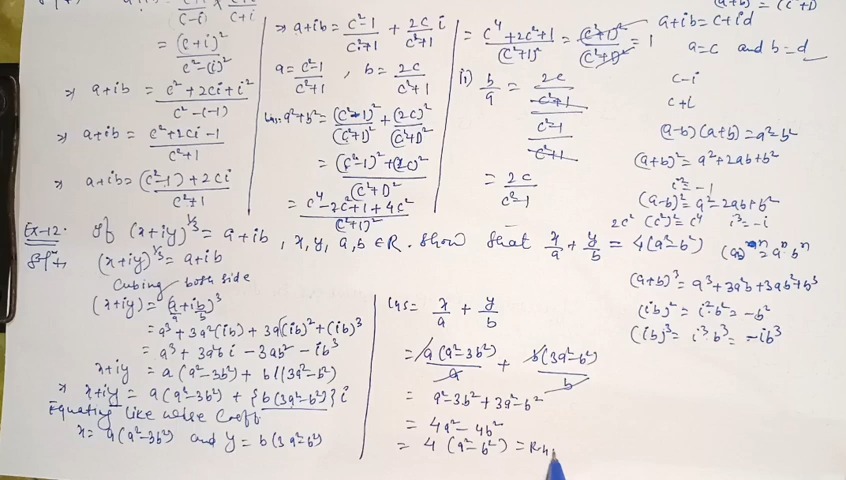 = (c+i)² / c²-(i)²
⇒ a+ib = c²+2ci+i² / c²-(-1)
⇒ a+ib = c²+2ci-1 / c²+1
⇒ a+ib = (c²-1)+2ci / c²+1
⇒ a+ib = c²-1 / c²+1 + 2c / c²+1 i
a = c²-1 / c²+1 , b = 2c / c²+1
LHS = a²+b² = (c²-1)² / (c²+1)² + (2c)² / (c²+1)²
= (c²-1)²+(2c)² / (c²+1)²
= c⁴-2c²+1+4c² / (c²+1)²
= c⁴+2c²+1 / (c²+1)² = (c²+1)² / (c²+1)² = 1
ii) b/a = 2c / c²+1 / c²-1 / c²+1
= 2c / c²-1
a+ib = c+id
a=c and b=d
c-i
c+i
(a-b)(a+b) = a²-b²
(a+b)² = a²+2ab+b²
i² = -1
(a-b)² = a²-2ab+b²
2c² (c²)² = c⁴ i³ = -i
Ex-12. If (x+iy)^1/3 = a+ib, x, y, a, b ∈ R. Show that x/a + y/b = 4(a²-b²)
(ab)ⁿ = aⁿbⁿ
Solⁿ, (x+iy)^1/3 = a+ib
Cubing both side
(x+iy) = (a+ib)³
a b
= a³+3a²(ib)+3a(ib)²+(ib)³
= a³+3a²bi-3ab²-ib³
x+iy = a(a²-3b²)+bi(3a²-b²)
⇒ x+iy = a(a²-3b²)+{b(3a²-b²)}i
Equating like wise Coeff
x = a(a²-3b²) and y = b(3a²-b²)
LHS = x/a + y/b
= a(a²-3b²) / a + b(3a²-b²) / b
= a²-3b²+3a²-b²
= 4a²-4b²
= 4(a²-b²) = RH
(a+b)³ = a³+3a²b+3ab²+b³
(ib)² = i²b² = -b²
(ib)³ = i³b³ = -ib³